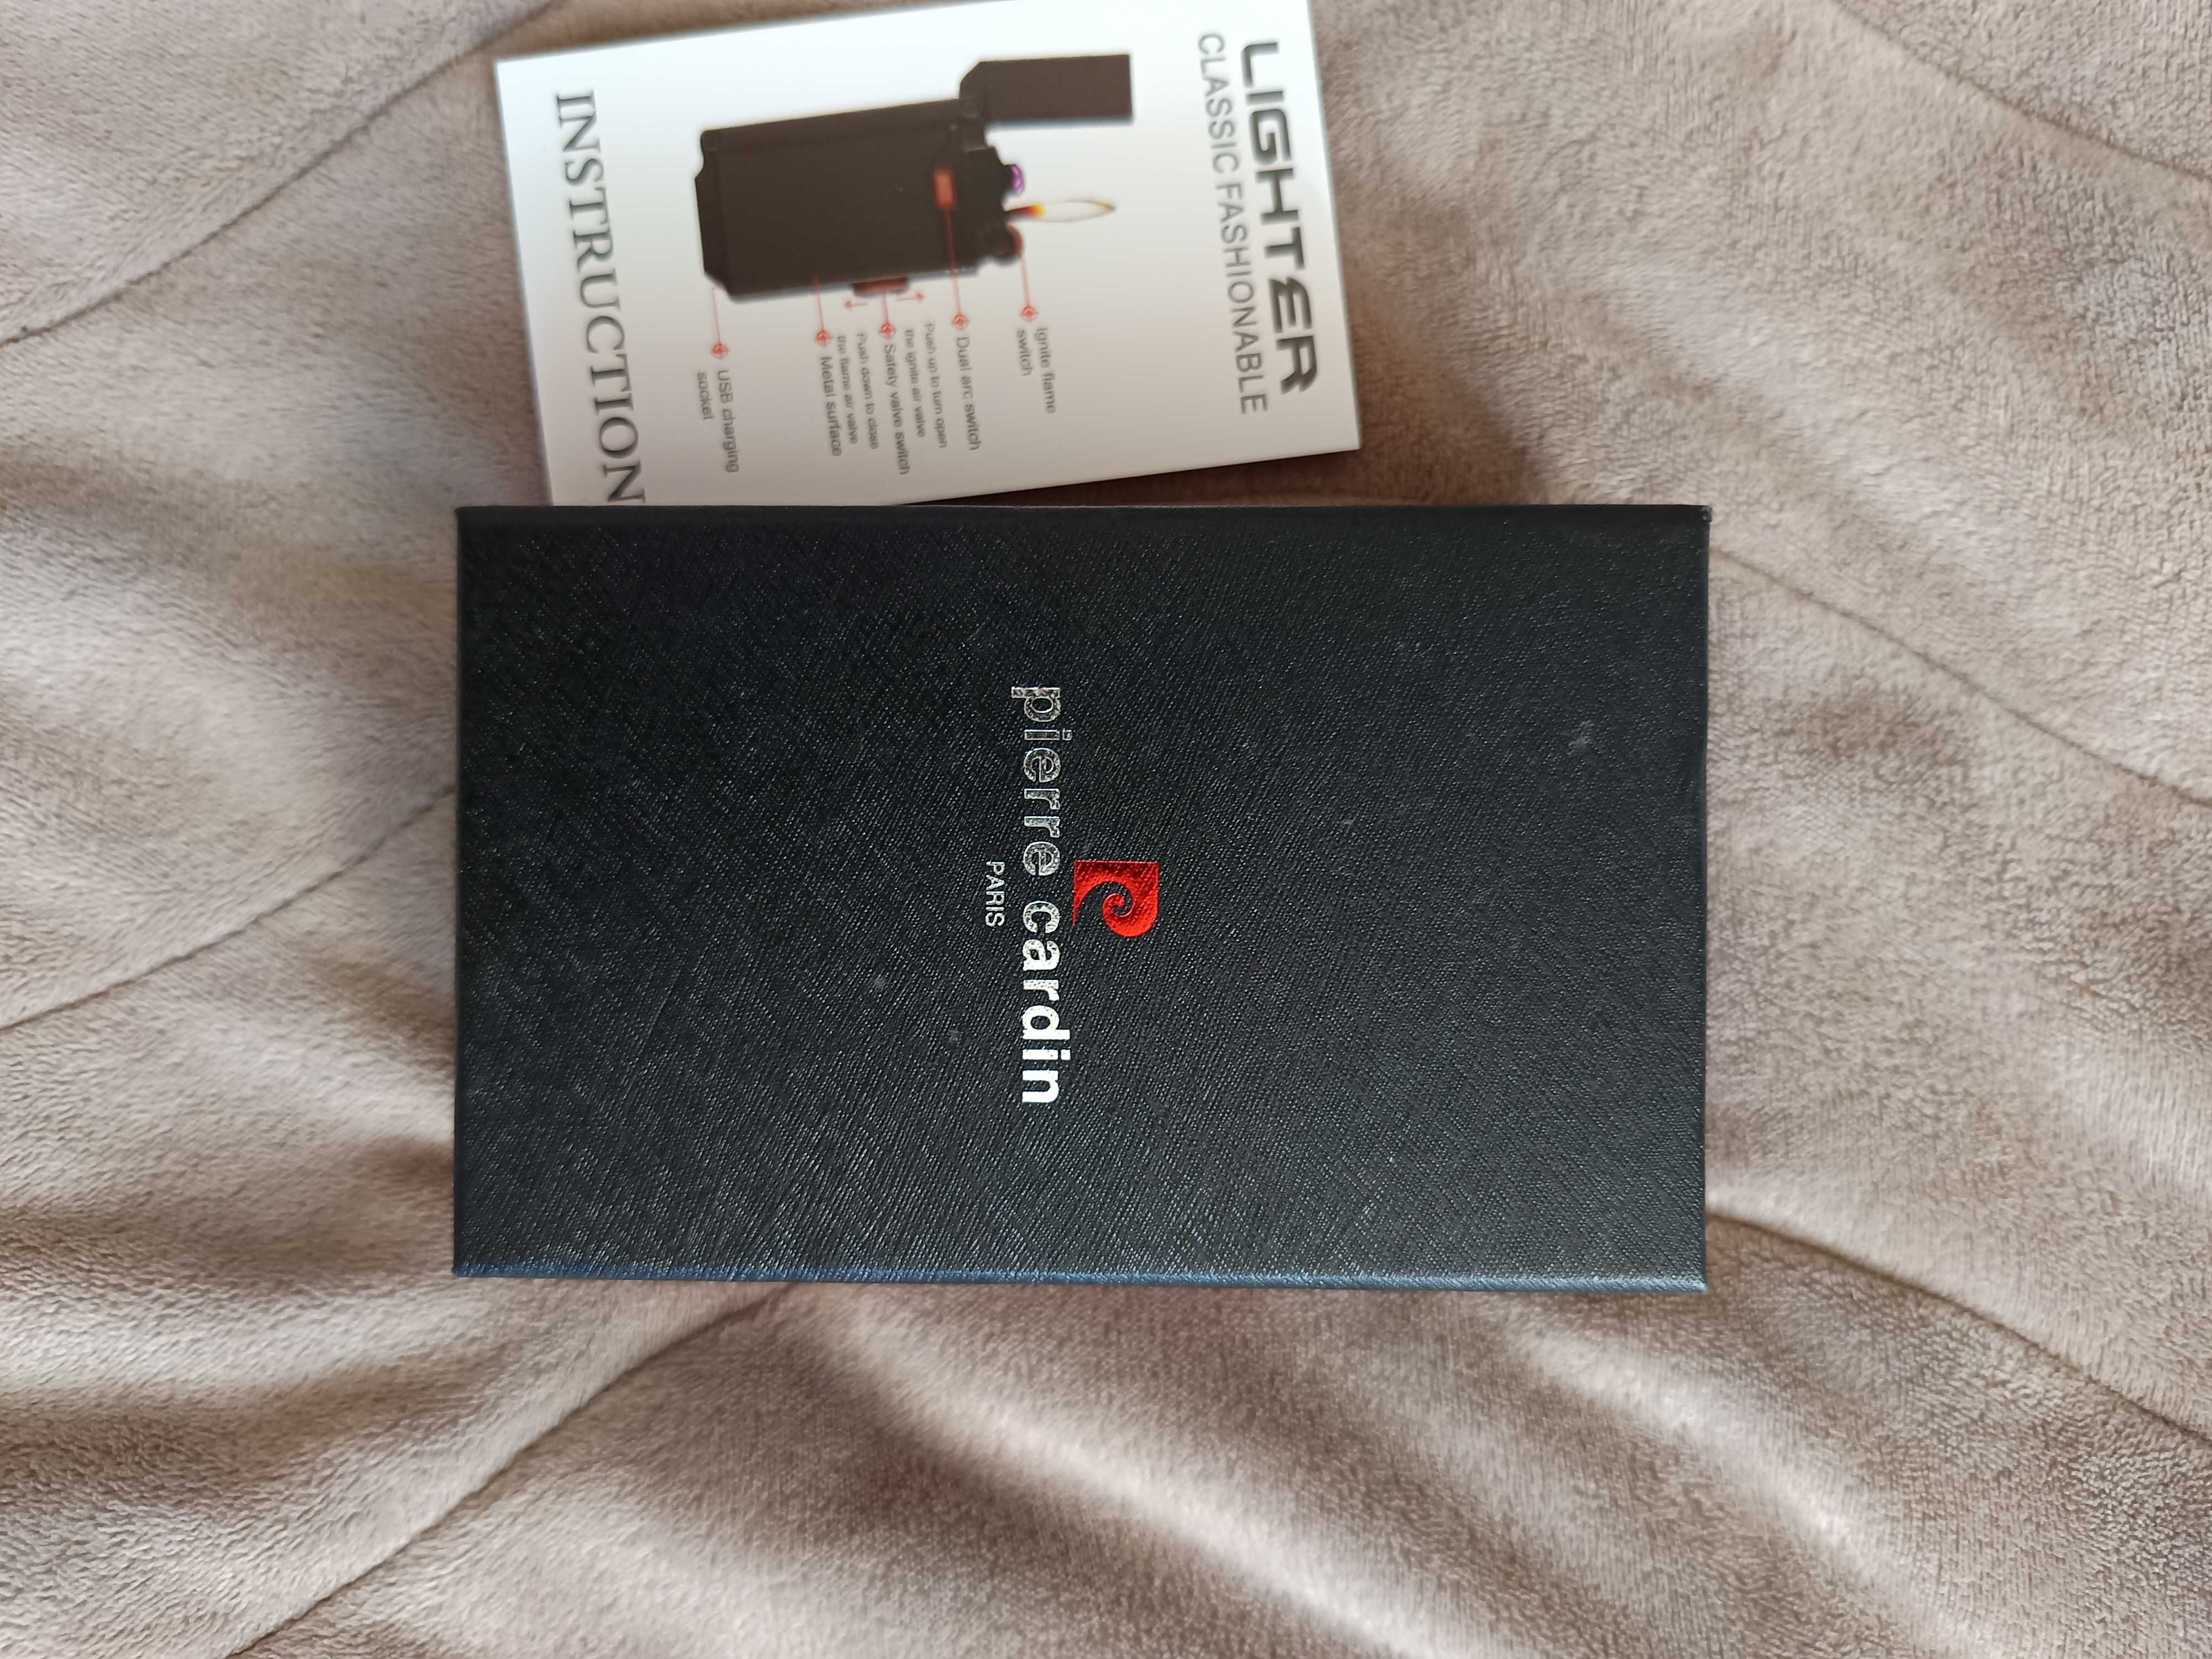 LIGHTER
CLASSIC FASHIONABLE
Ignite flame
switch
Dual arc switch
Push up to turn open
the ignite air valve
Safety valve switch
Push down to close
the flame air valve
Metal surface
USB charging
socket
INSTRUCTION
pierre cardin
PARIS